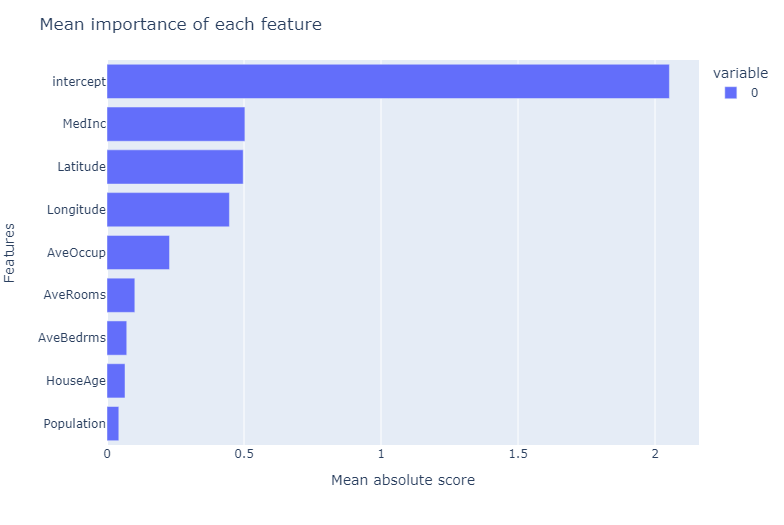 Mean importance of each feature
variable
0
intercept
MedInc
Latitude
Longitude
AveOccup
AveRooms
AveBedrms
HouseAge
Population
Features
0 0.5 1 1.5 2
Mean absolute score